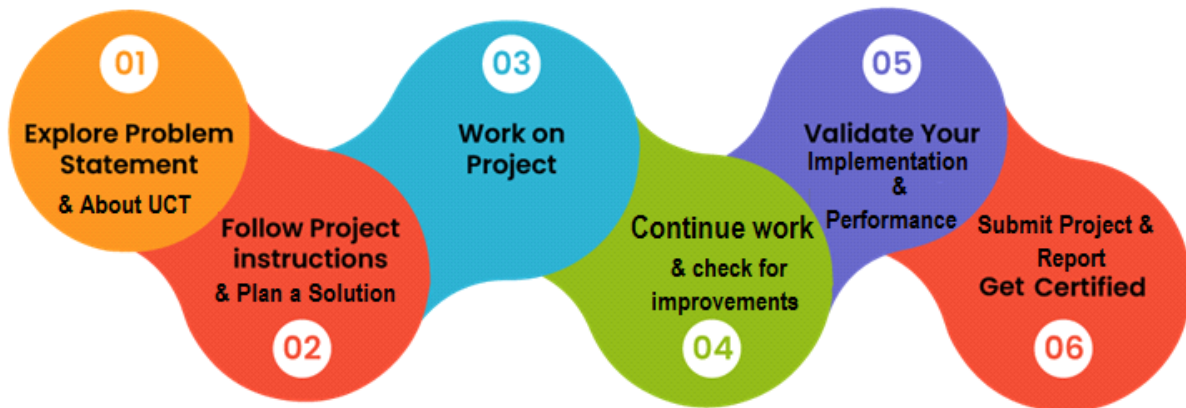 01
Explore Problem
Statement
& About UCT
Follow Project
instructions
& Plan a Solution
02
03
Work on
Project
Continue work
& check for
improvements
04
05
Validate Your
Implementation
&
Performance
Submit Project &
Report
Get Certified
06